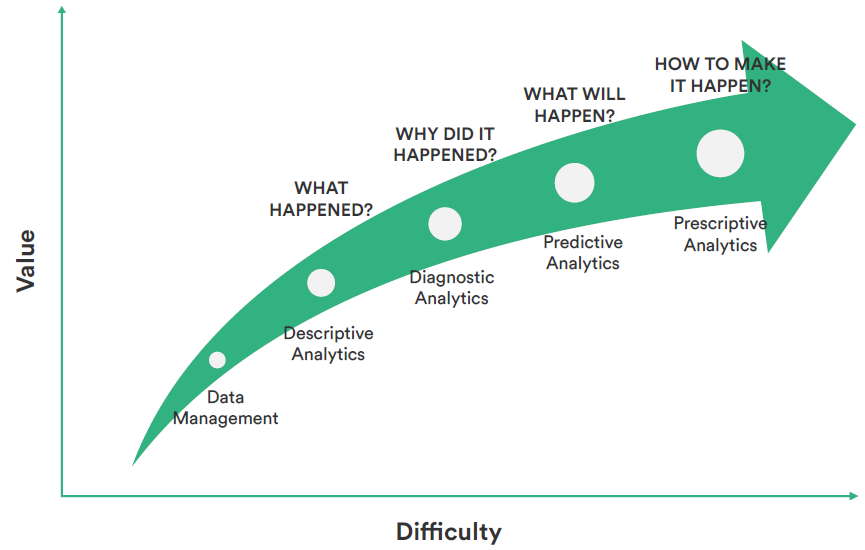 HOW TO MAKE
IT HAPPEN?
WHAT WILL
HAPPEN?
WHY DID IT
HAPPENED?
WHAT
HAPPENED?
Prescriptive
Analytics
Predictive
Analytics
Diagnostic
Analytics
Descriptive
Analytics
Data
Management
Value
Difficulty